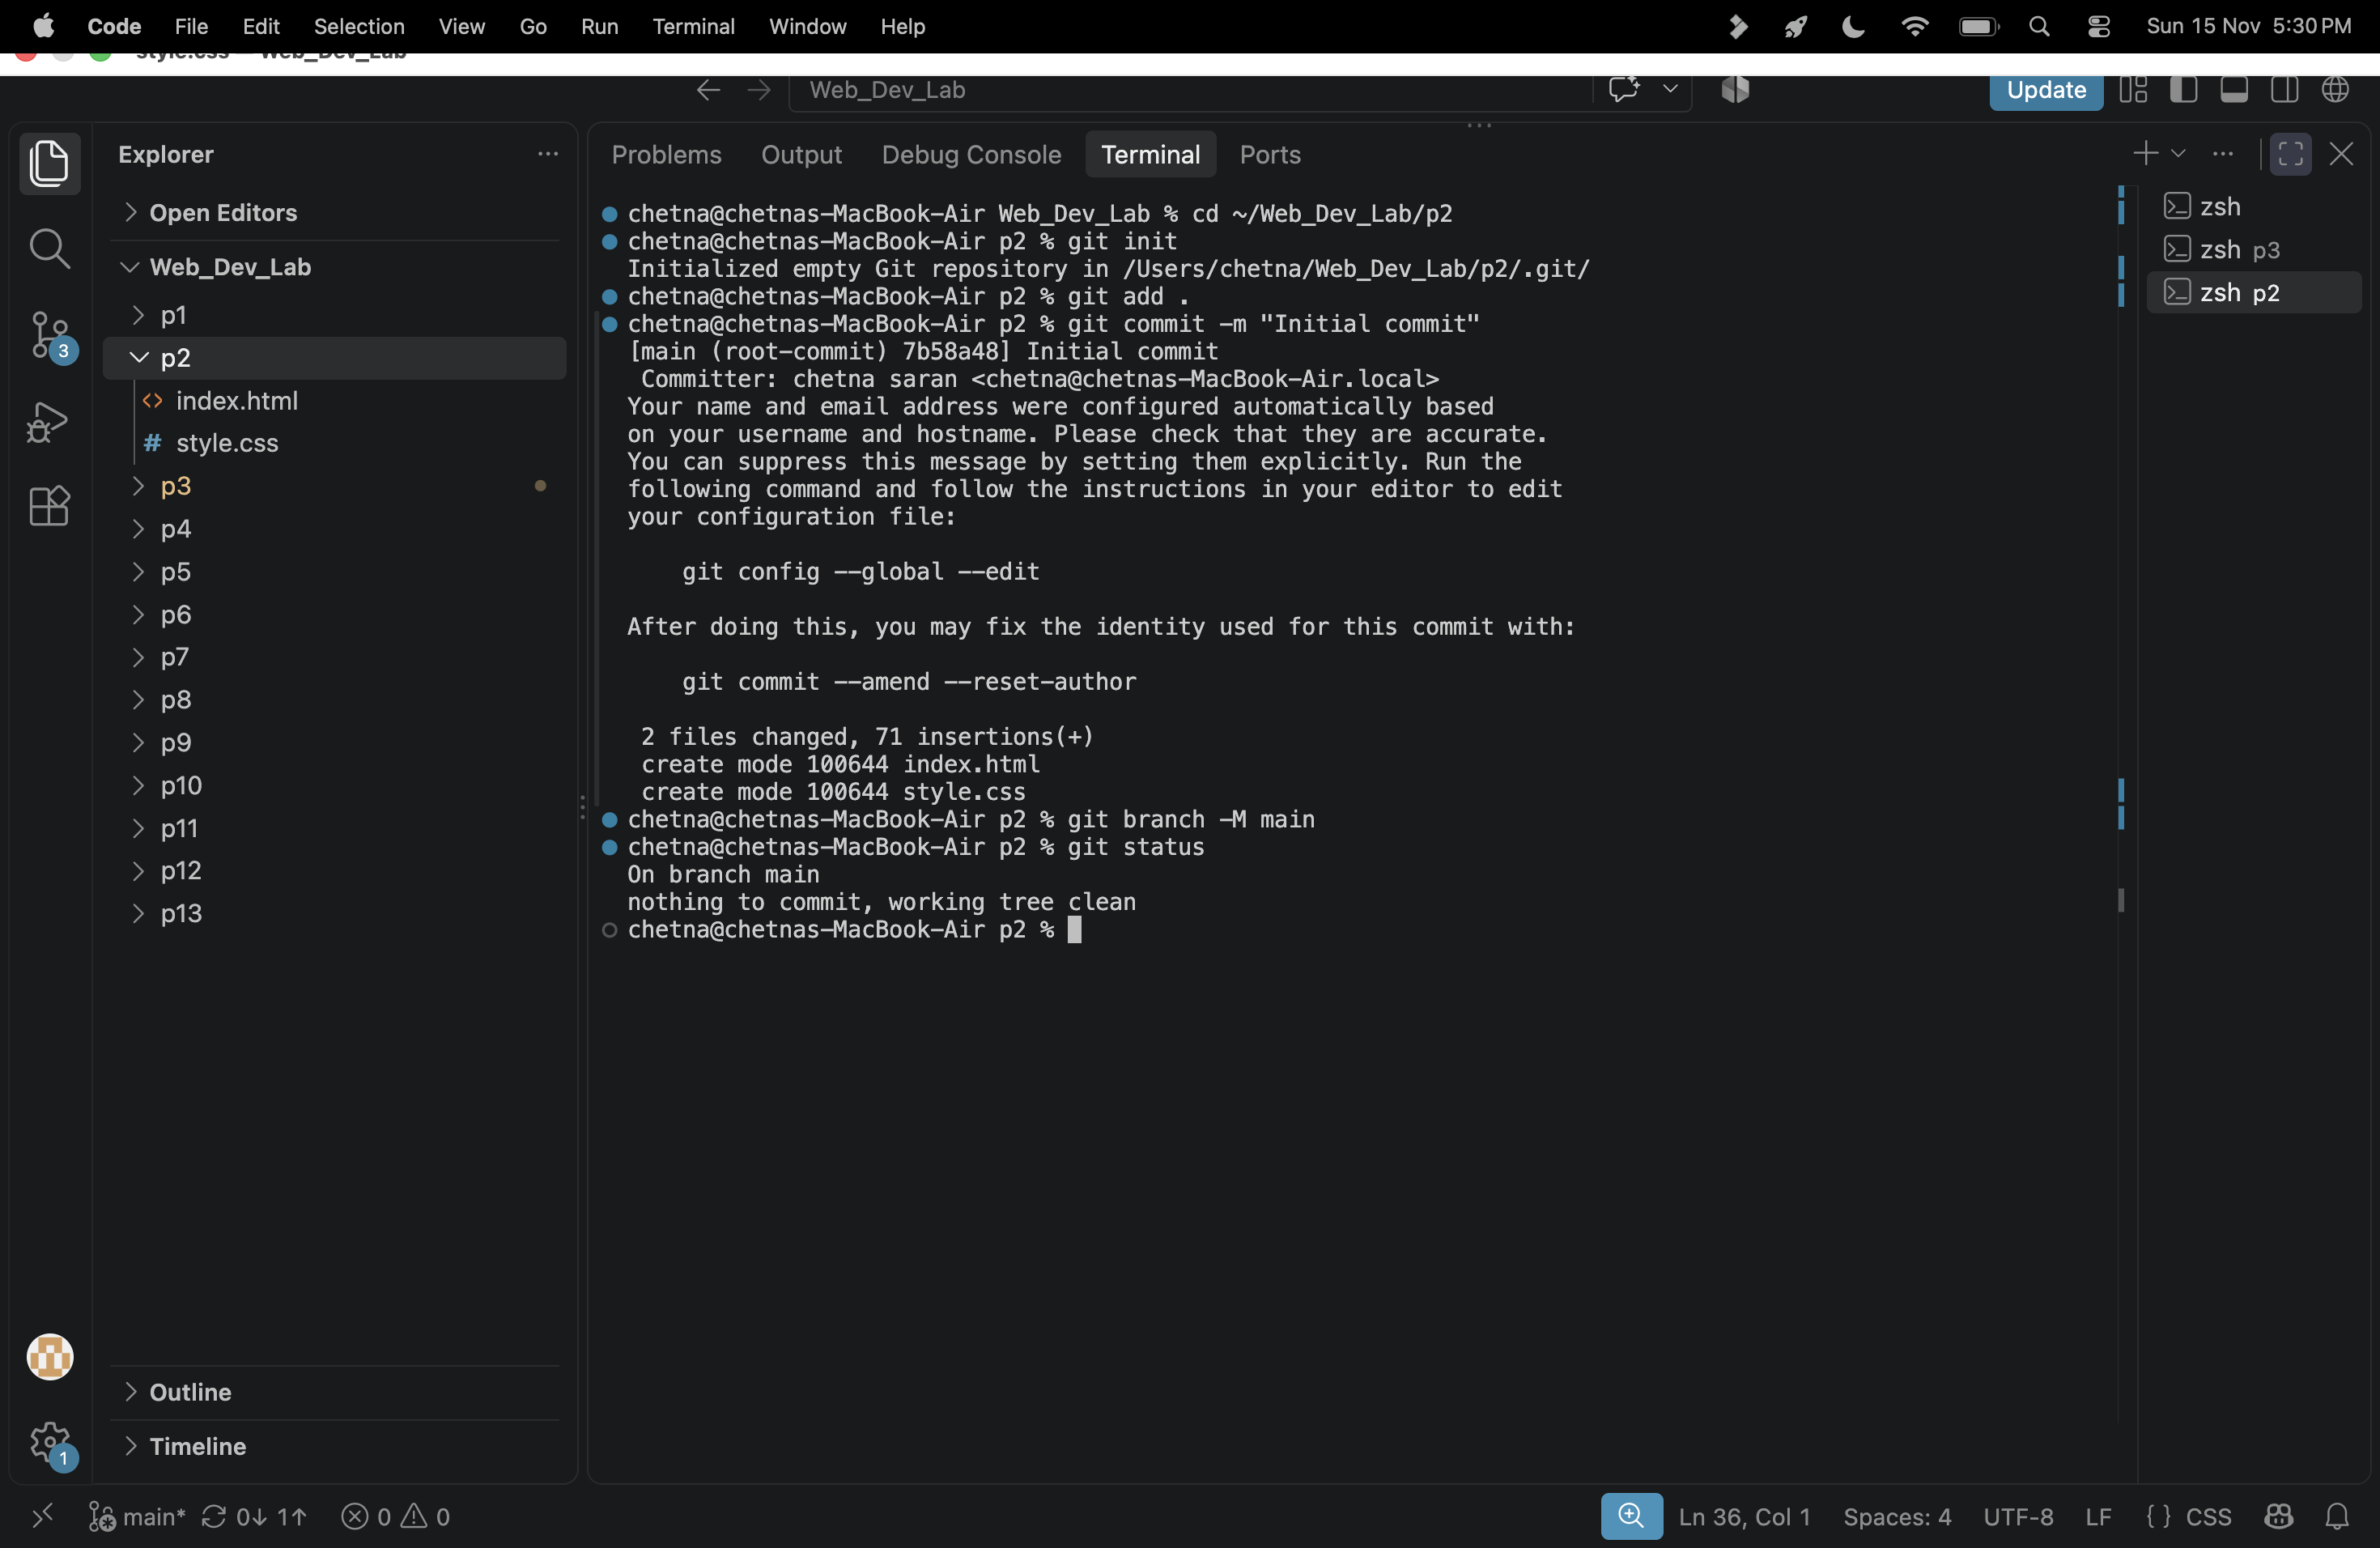 Code File Edit Selection View Go Run Terminal Window Help Sun 15 Nov 5:30 PM
style.css Web_Dev_Lab
Web_Dev_Lab
Update
Explorer
Open Editors
Web_Dev_Lab
p1
p2
index.html
style.css
p3
p4
p5
p6
p7
p8
p9
p10
p11
p12
p13
Outline
Timeline
3
1
Problems Output Debug Console Terminal Ports
chetna@chetnas-MacBook-Air Web_Dev_Lab % cd ~/Web_Dev_Lab/p2
chetna@chetnas-MacBook-Air p2 % git init
Initialized empty Git repository in /Users/chetna/Web_Dev_Lab/p2/.git/
chetna@chetnas-MacBook-Air p2 % git add .
chetna@chetnas-MacBook-Air p2 % git commit -m "Initial commit"
[main (root-commit) 7b58a48] Initial commit
Committer: chetna saran <chetna@chetnas-MacBook-Air.local>
Your name and email address were configured automatically based
on your username and hostname. Please check that they are accurate.
You can suppress this message by setting them explicitly. Run the
following command and follow the instructions in your editor to edit
your configuration file:
git config --global --edit
After doing this, you may fix the identity used for this commit with:
git commit --amend --reset-author
2 files changed, 71 insertions(+)
create mode 100644 index.html
create mode 100644 style.css
chetna@chetnas-MacBook-Air p2 % git branch -M main
chetna@chetnas-MacBook-Air p2 % git status
On branch main
nothing to commit, working tree clean
chetna@chetnas-MacBook-Air p2 %
zsh
zsh p3
zsh p2
main* 0↓ 1↑ 0 0 Ln 36, Col 1 Spaces: 4 UTF-8 LF { } CSS